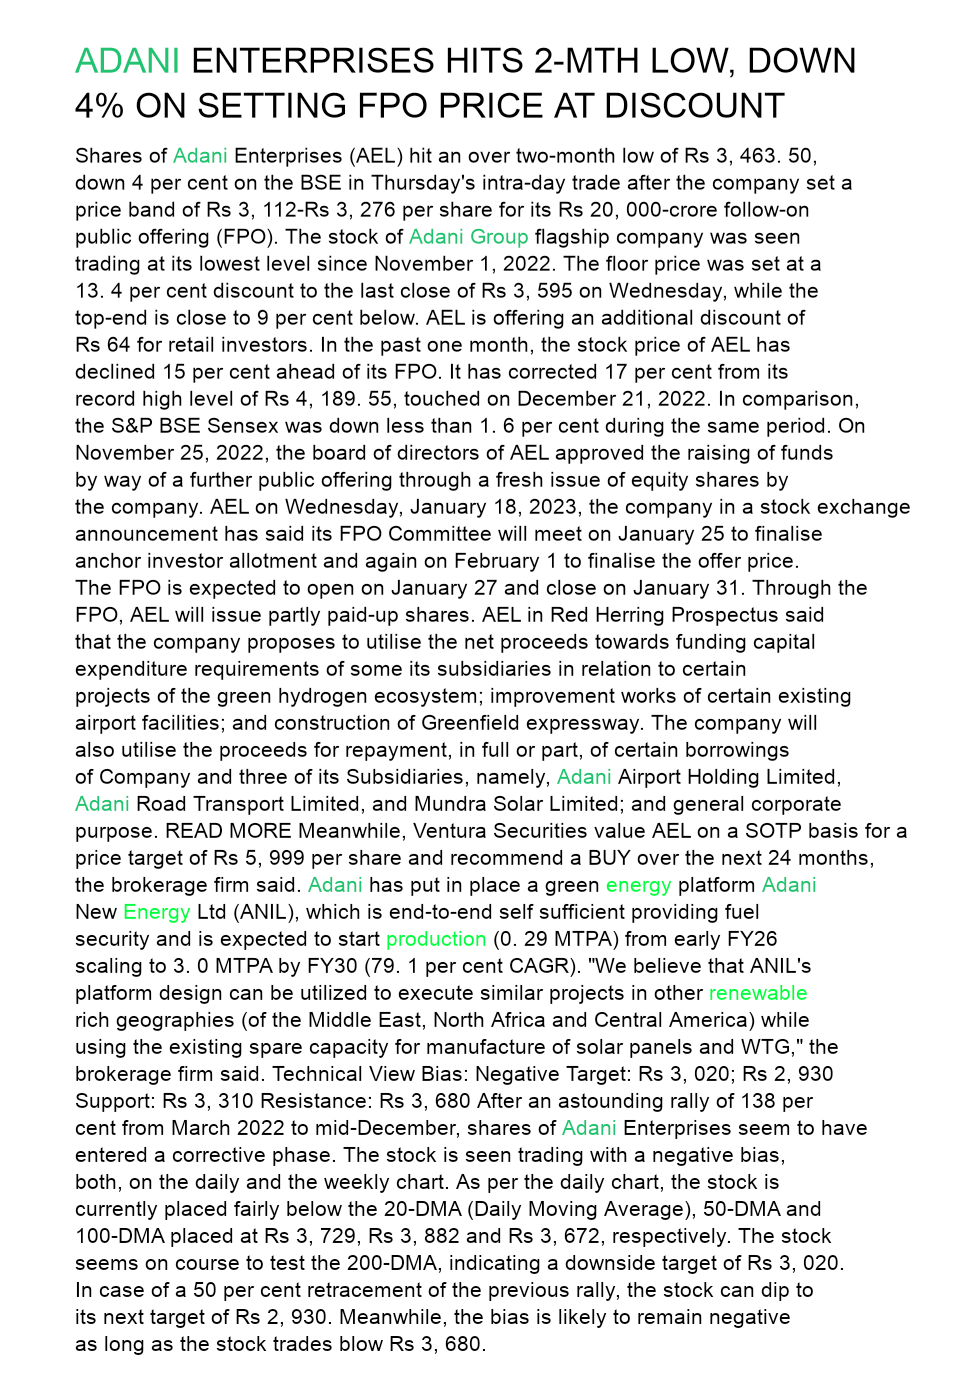 ADANI ENTERPRISES HITS 2-MTH LOW, DOWN
4% ON SETTING FPO PRICE AT DISCOUNT
Shares of Adani Enterprises (AEL) hit an over two-month low of Rs 3, 463. 50,
down 4 per cent on the BSE in Thursday's intra-day trade after the company set a
price band of Rs 3, 112-Rs 3, 276 per share for its Rs 20, 000-crore follow-on
public offering (FPO). The stock of Adani Group flagship company was seen
trading at its lowest level since November 1, 2022. The floor price was set at a
13. 4 per cent discount to the last close of Rs 3, 595 on Wednesday, while the
top-end is close to 9 per cent below. AEL is offering an additional discount of
Rs 64 for retail investors. In the past one month, the stock price of AEL has
declined 15 per cent ahead of its FPO. It has corrected 17 per cent from its
record high level of Rs 4, 189. 55, touched on December 21, 2022. In comparison,
the S&P BSE Sensex was down less than 1. 6 per cent during the same period. On
November 25, 2022, the board of directors of AEL approved the raising of funds
by way of a further public offering through a fresh issue of equity shares by
the company. AEL on Wednesday, January 18, 2023, the company in a stock exchange
announcement has said its FPO Committee will meet on January 25 to finalise
anchor investor allotment and again on February 1 to finalise the offer price.
The FPO is expected to open on January 27 and close on January 31. Through the
FPO, AEL will issue partly paid-up shares. AEL in Red Herring Prospectus said
that the company proposes to utilise the net proceeds towards funding capital
expenditure requirements of some its subsidiaries in relation to certain
projects of the green hydrogen ecosystem; improvement works of certain existing
airport facilities; and construction of Greenfield expressway. The company will
also utilise the proceeds for repayment, in full or part, of certain borrowings
of Company and three of its Subsidiaries, namely, Adani Airport Holding Limited,
Adani Road Transport Limited, and Mundra Solar Limited; and general corporate
purpose. READ MORE Meanwhile, Ventura Securities value AEL on a SOTP basis for a
price target of Rs 5, 999 per share and recommend a BUY over the next 24 months,
the brokerage firm said. Adani has put in place a green energy platform Adani
New Energy Ltd (ANIL), which is end-to-end self sufficient providing fuel
security and is expected to start production (0. 29 MTPA) from early FY26
scaling to 3. 0 MTPA by FY30 (79. 1 per cent CAGR). "We believe that ANIL's
platform design can be utilized to execute similar projects in other renewable
rich geographies (of the Middle East, North Africa and Central America) while
using the existing spare capacity for manufacture of solar panels and WTG," the
brokerage firm said. Technical View Bias: Negative Target: Rs 3, 020; Rs 2, 930
Support: Rs 3, 310 Resistance: Rs 3, 680 After an astounding rally of 138 per
cent from March 2022 to mid-December, shares of Adani Enterprises seem to have
entered a corrective phase. The stock is seen trading with a negative bias,
both, on the daily and the weekly chart. As per the daily chart, the stock is
currently placed fairly below the 20-DMA (Daily Moving Average), 50-DMA and
100-DMA placed at Rs 3, 729, Rs 3, 882 and Rs 3, 672, respectively. The stock
seems on course to test the 200-DMA, indicating a downside target of Rs 3, 020.
In case of a 50 per cent retracement of the previous rally, the stock can dip to
its next target of Rs 2, 930. Meanwhile, the bias is likely to remain negative
as long as the stock trades blow Rs 3, 680.